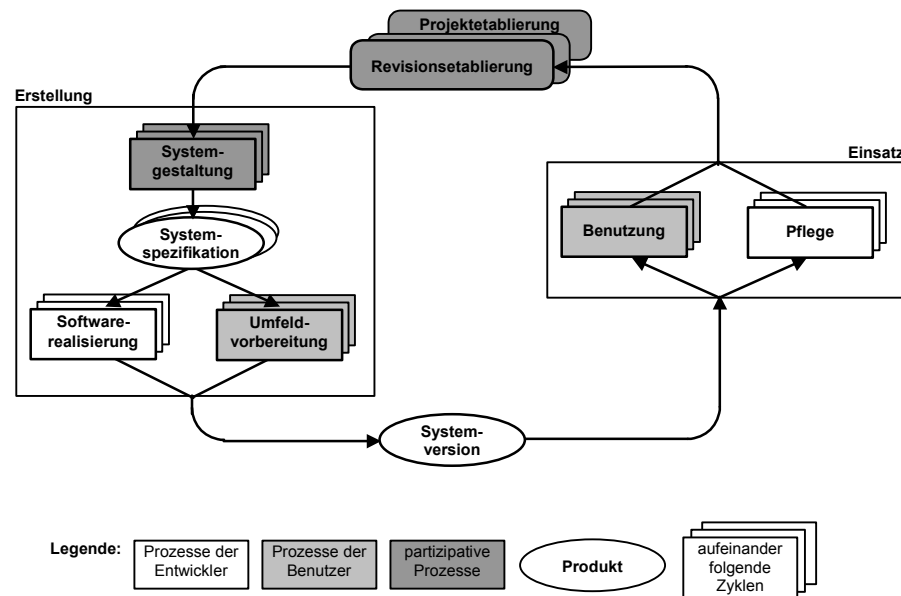 Projektetablierung
Revisionsetablierung
Erstellung
System-
gestaltung
System-
spezifikation
Software-
realisierung
Umfeld-
vorbereitung
Einsatz
Benutzung
Pflege
System-
version
Legende:
Prozesse der
Entwickler
Prozesse der
Benutzer
partizipative
Prozesse
Produkt
aufeinander
folgende
Zyklen